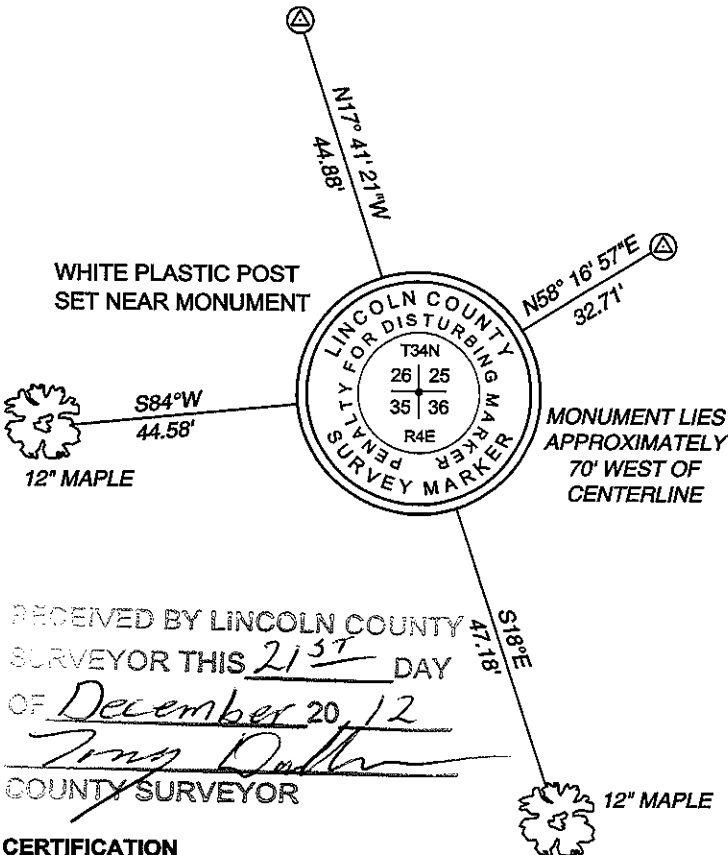 N17° 41' 21"W
44.88'
WHITE PLASTIC POST
SET NEAR MONUMENT
N58° 16' 57"E
32.71'
LINCOLN COUNTY
PENALTY FOR DISTURBING MARKER
T34N
26 25
35 36
R4E
SURVEY MARKER
S84°W
44.58'
12" MAPLE
MONUMENT LIES
APPROXIMATELY
70' WEST OF
CENTERLINE
S18°E
47.18'
12" MAPLE
RECEIVED BY LINCOLN COUNTY
SURVEYOR THIS 21ST DAY
OF December 20 12
COUNTY SURVEYOR
CERTIFICATION